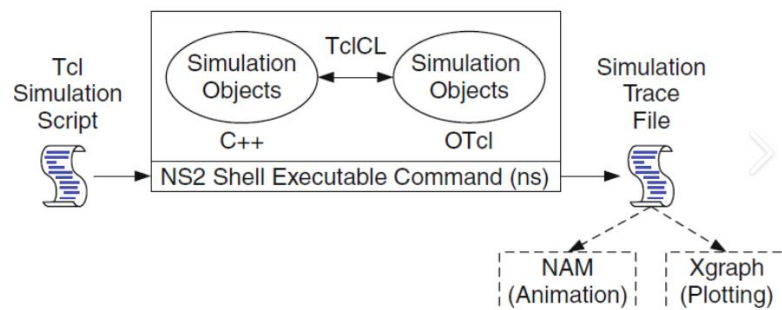 Tcl
Simulation
Script
Simulation
Objects
C++
TclCL
Simulation
Objects
OTcl
NS2 Shell Executable Command (ns)
Simulation
Trace
File
NAM
(Animation)
Xgraph
(Plotting)